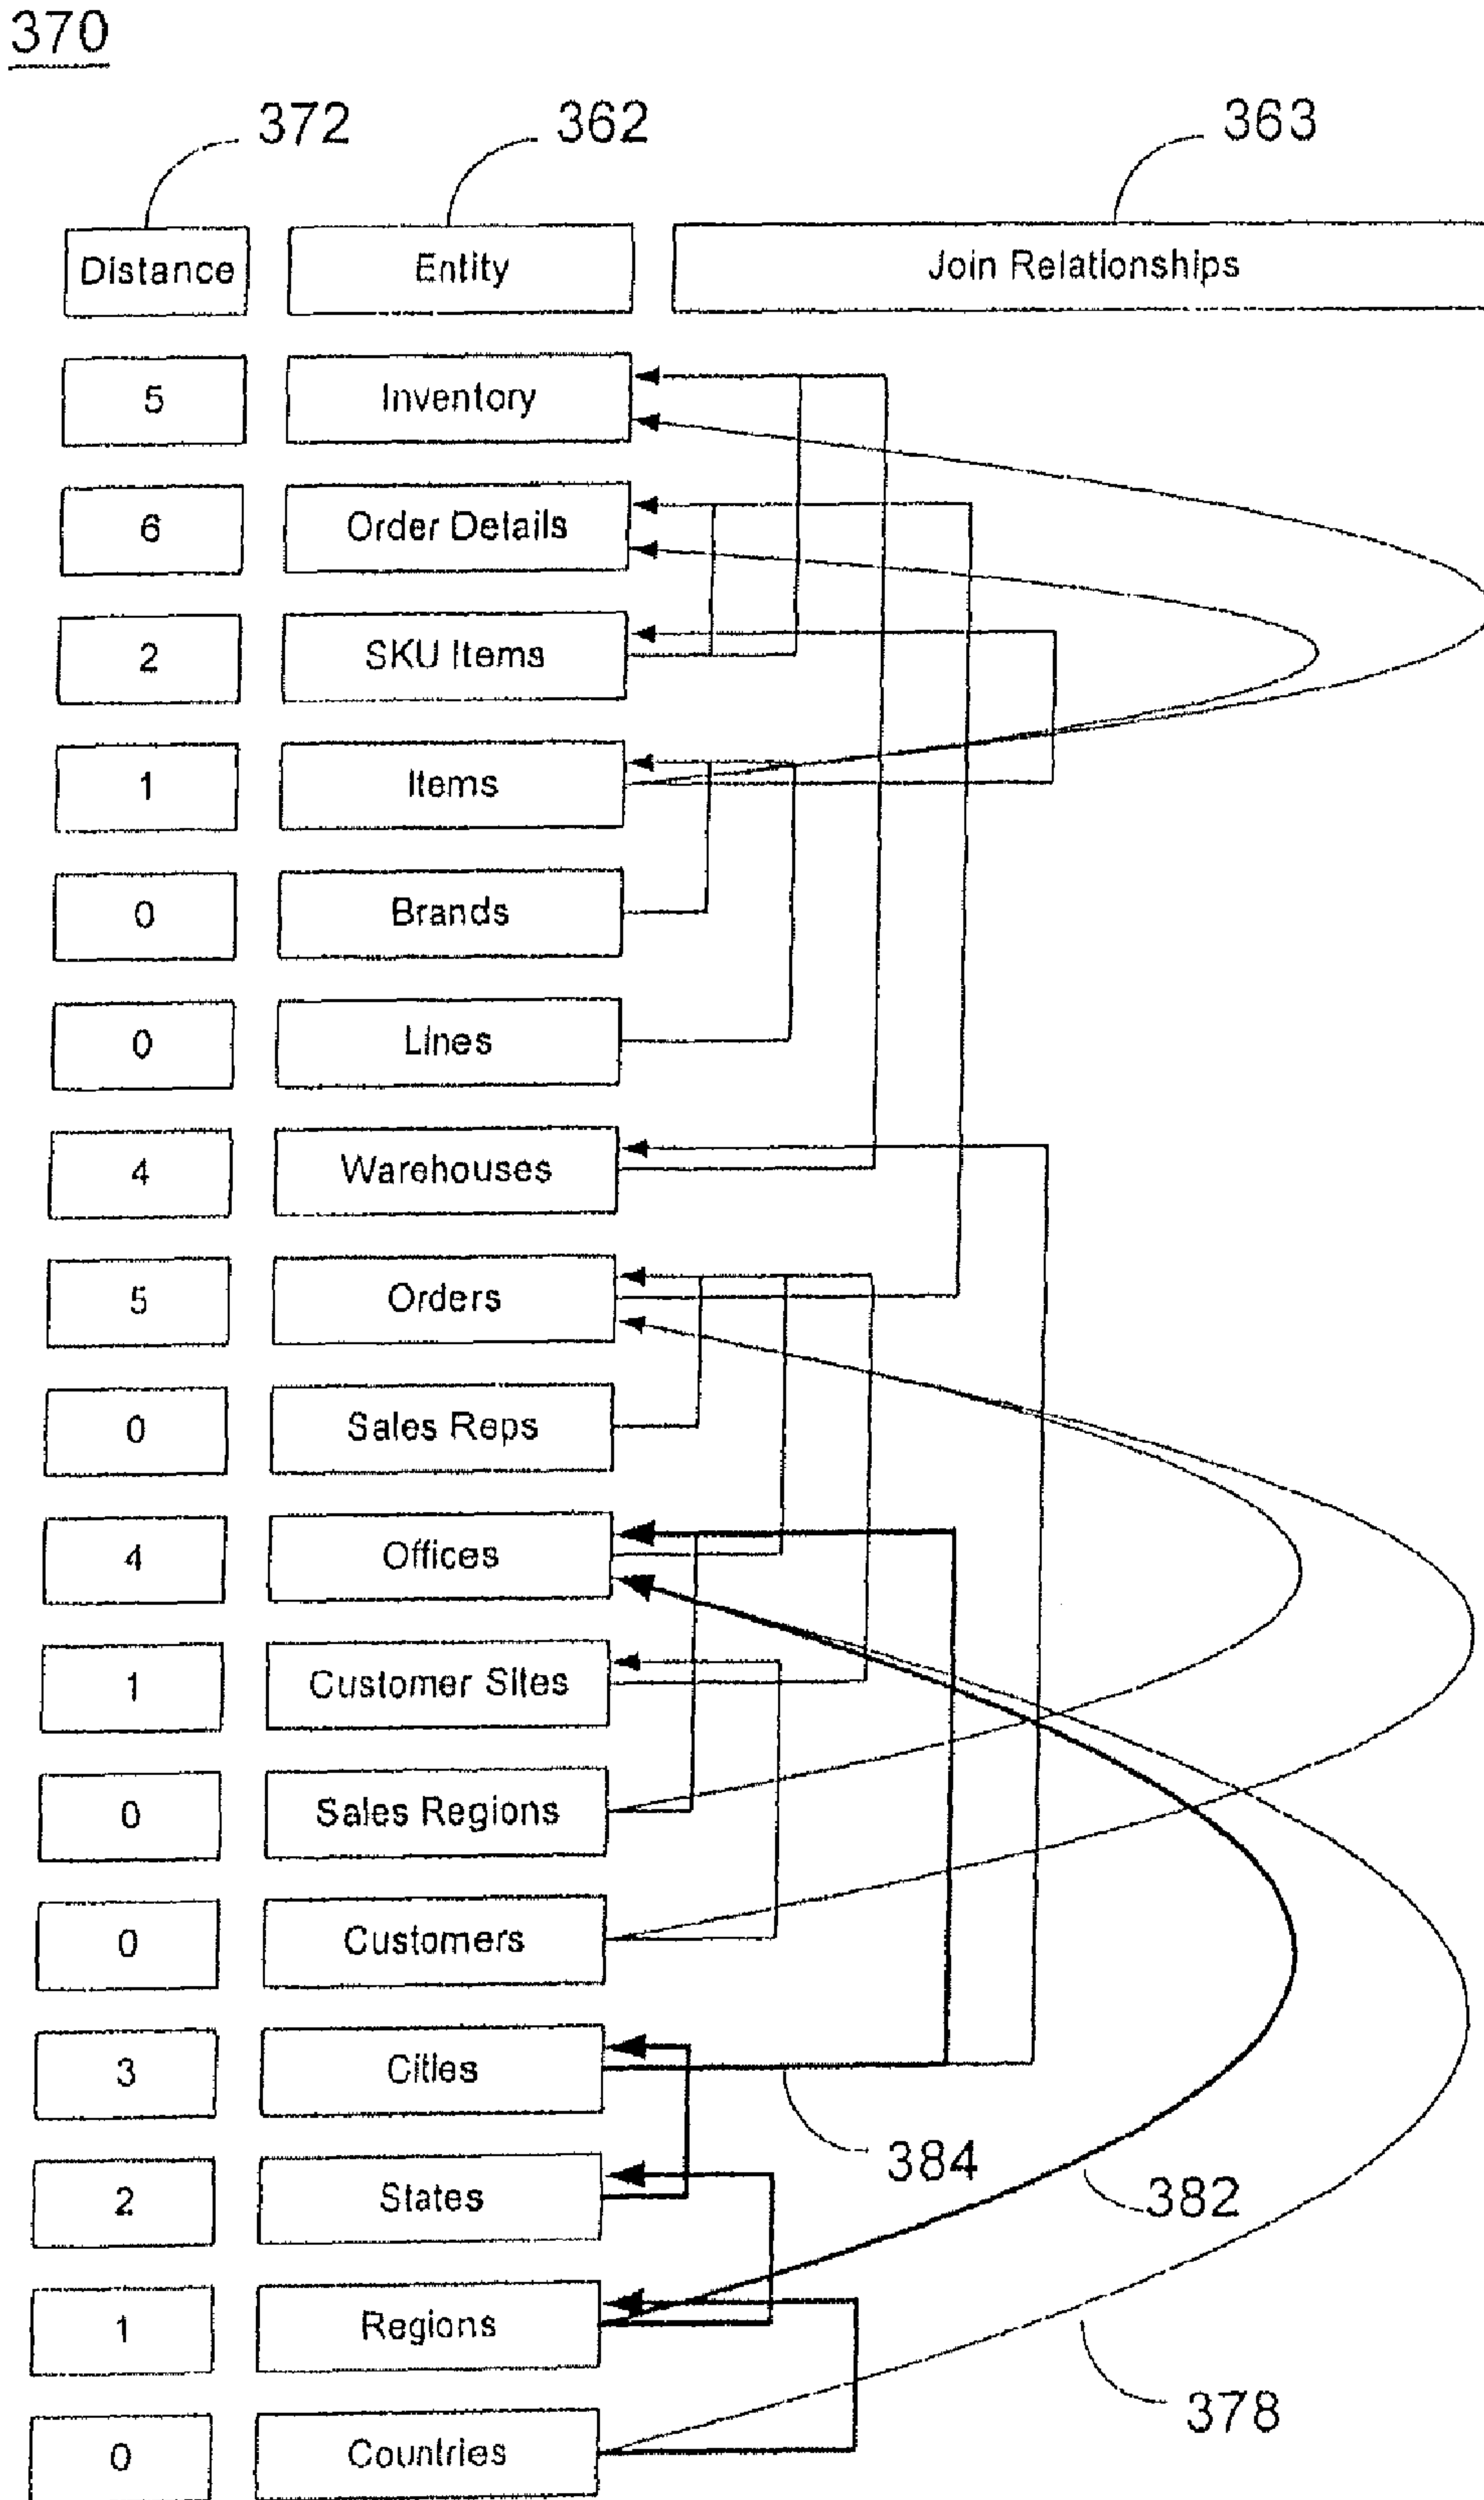 370
372 362 363
Distance Entity Join Relationships
5 Inventory
6 Order Details
2 SKU Items
1 Items
0 Brands
0 Lines
4 Warehouses
5 Orders
0 Sales Reps
4 Offices
1 Customer Sites
0 Sales Regions
0 Customers
3 Cities
384
2 States
382
1 Regions
378
0 Countries